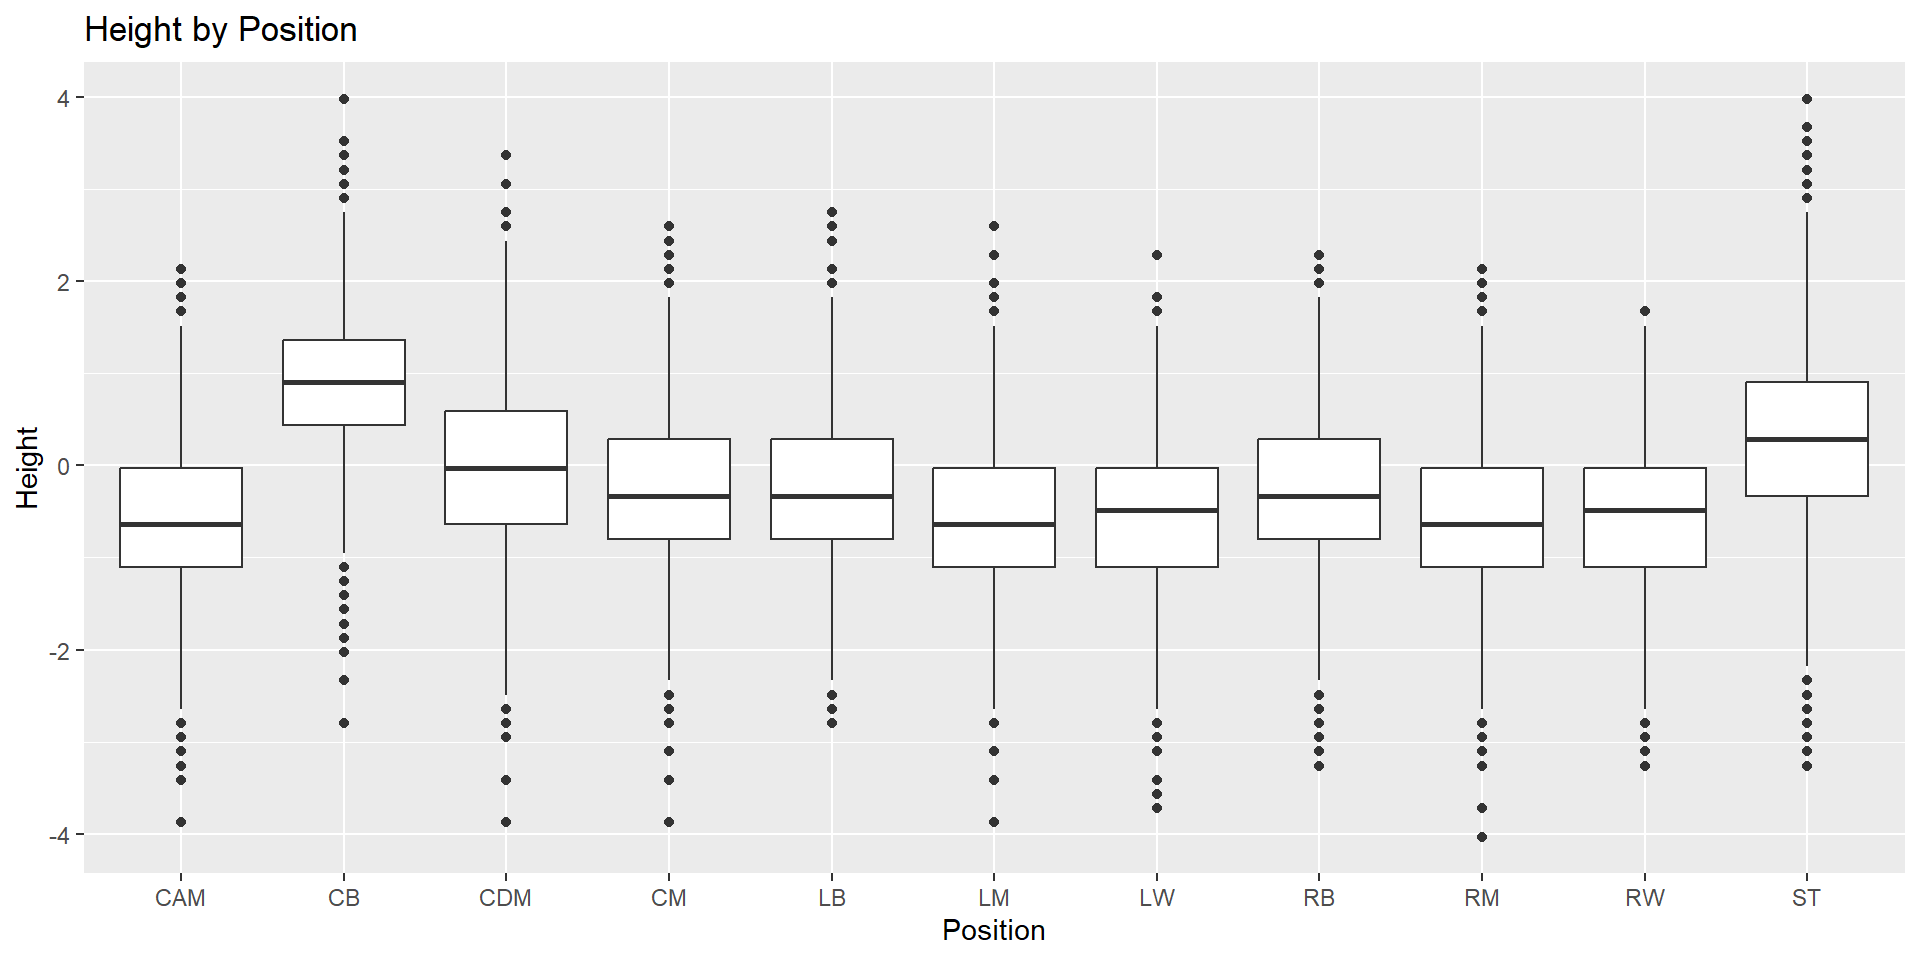 Height by Position
4
2
0
-2
-4
Height
CAM CB CDM CM LB LM LW RB RM RW ST
Position